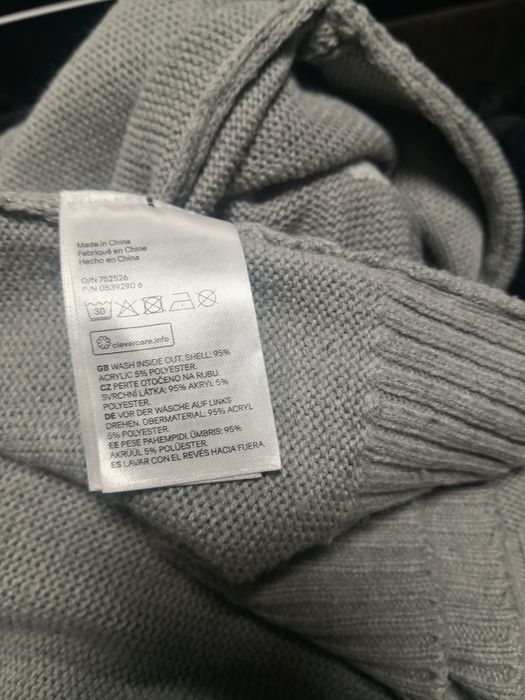 Made in China
Fabriqué en Chine
Hecho en China
O/N 752526
P/N 0539290 6
30
clevercare.info
GB WASH INSIDE OUT. SHELL: 95%
ACRYLIC 5% POLYESTER.
CZ PERTE OTOČENO NA RUBU.
SVRCHNÍ LÁTKA: 95% AKRYL 5%
POLYESTER.
DE VOR DER WÄSCHE AUF LINKS
DREHEN. OBERMATERIAL: 95% ACRYL
5% POLYESTER.
EE PESE PAHEMPIDI. ÜMBRIS: 95%
AKRÜÜL 5% POLÜESTER.
ES LAVAR CON EL REVÉS HACIA FUERA.